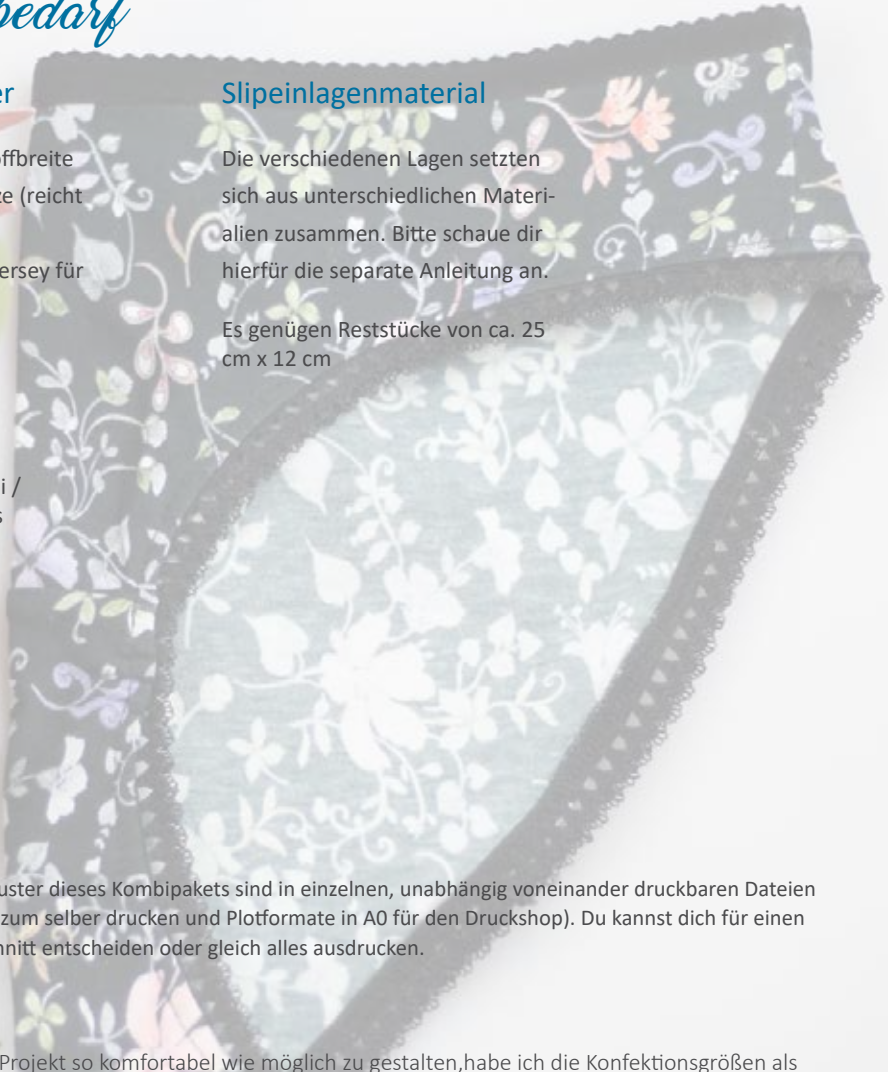 bedarf
er
offbreite
ze (reicht
ersey für
i /
s
Slipeinlagenmaterial
Die verschiedenen Lagen setzten
sich aus unterschiedlichen Materi-
alien zusammen. Bitte schaue dir
hierfür die separate Anleitung an.
Es genügen Reststücke von ca. 25
cm x 12 cm
uster dieses Kombipakets sind in einzelnen, unabhängig voneinander druckbaren Dateien
zum selber drucken und Plotformate in A0 für den Druckshop). Du kannst dich für einen
hnitt entscheiden oder gleich alles ausdrucken.
Projekt so komfortabel wie möglich zu gestalten,habe ich die Konfektionsgrößen als